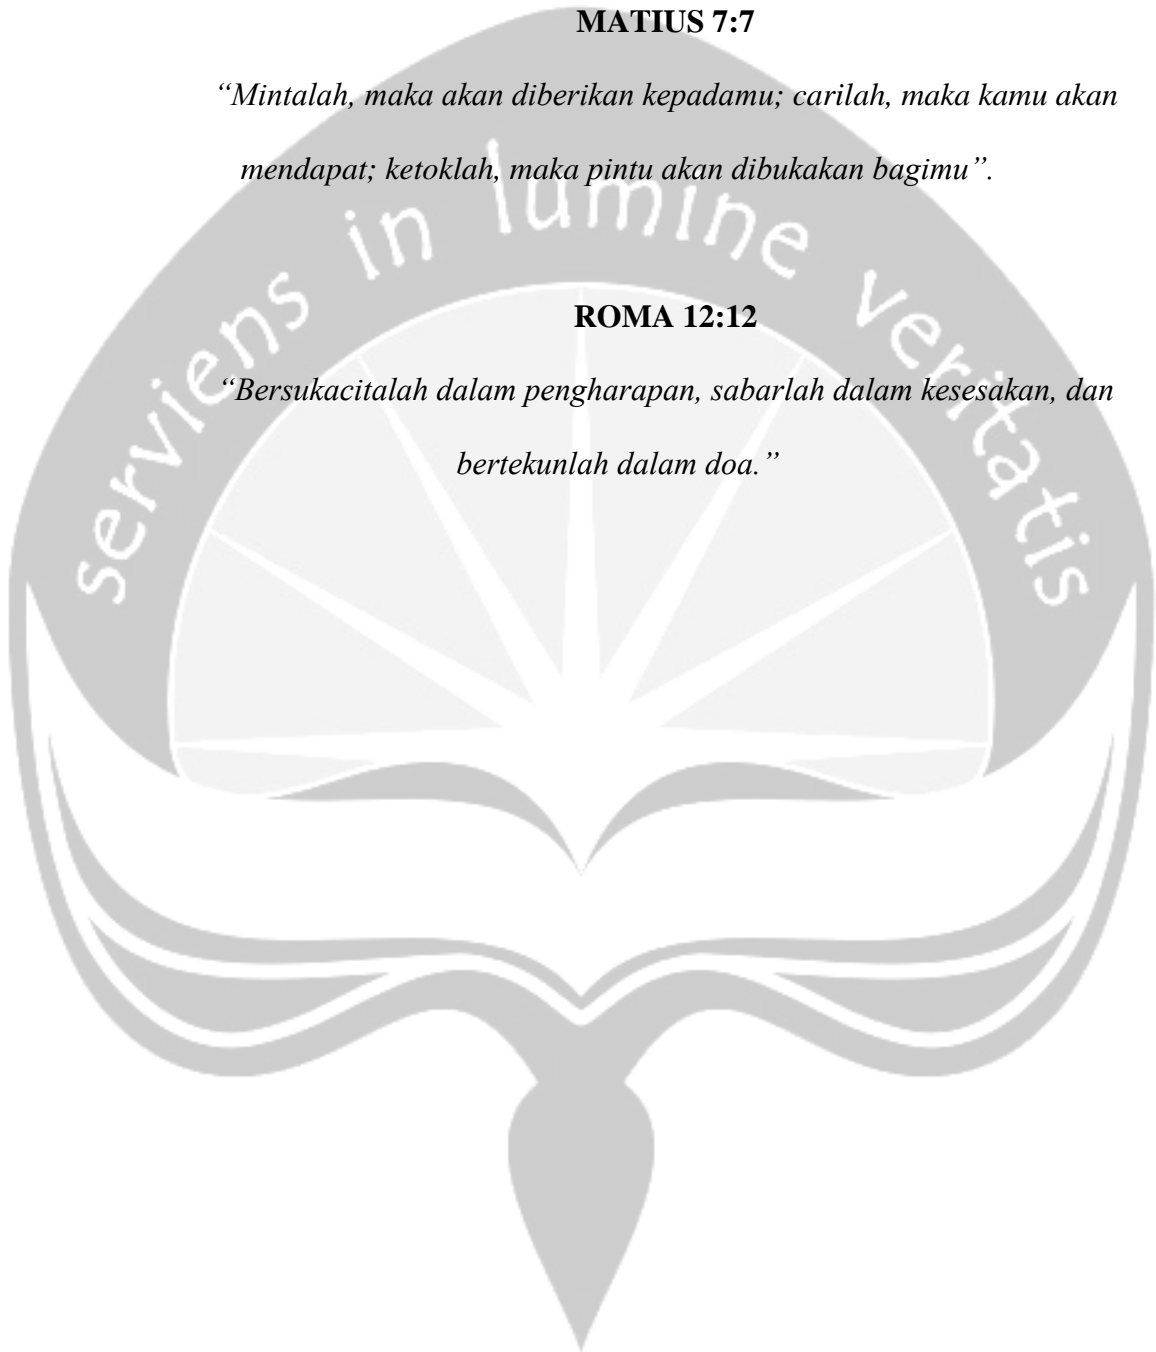 MATIUS 7:7
“Mintalah, maka akan diberikan kepadamu; carilah, maka kamu akan
mendapat; ketoklah, maka pintu akan dibukakan bagimu”.
serviens in lumine veritatis
ROMA 12:12
“Bersukacitalah dalam pengharapan, sabarlah dalam kesesakan, dan
bertekunlah dalam doa.”